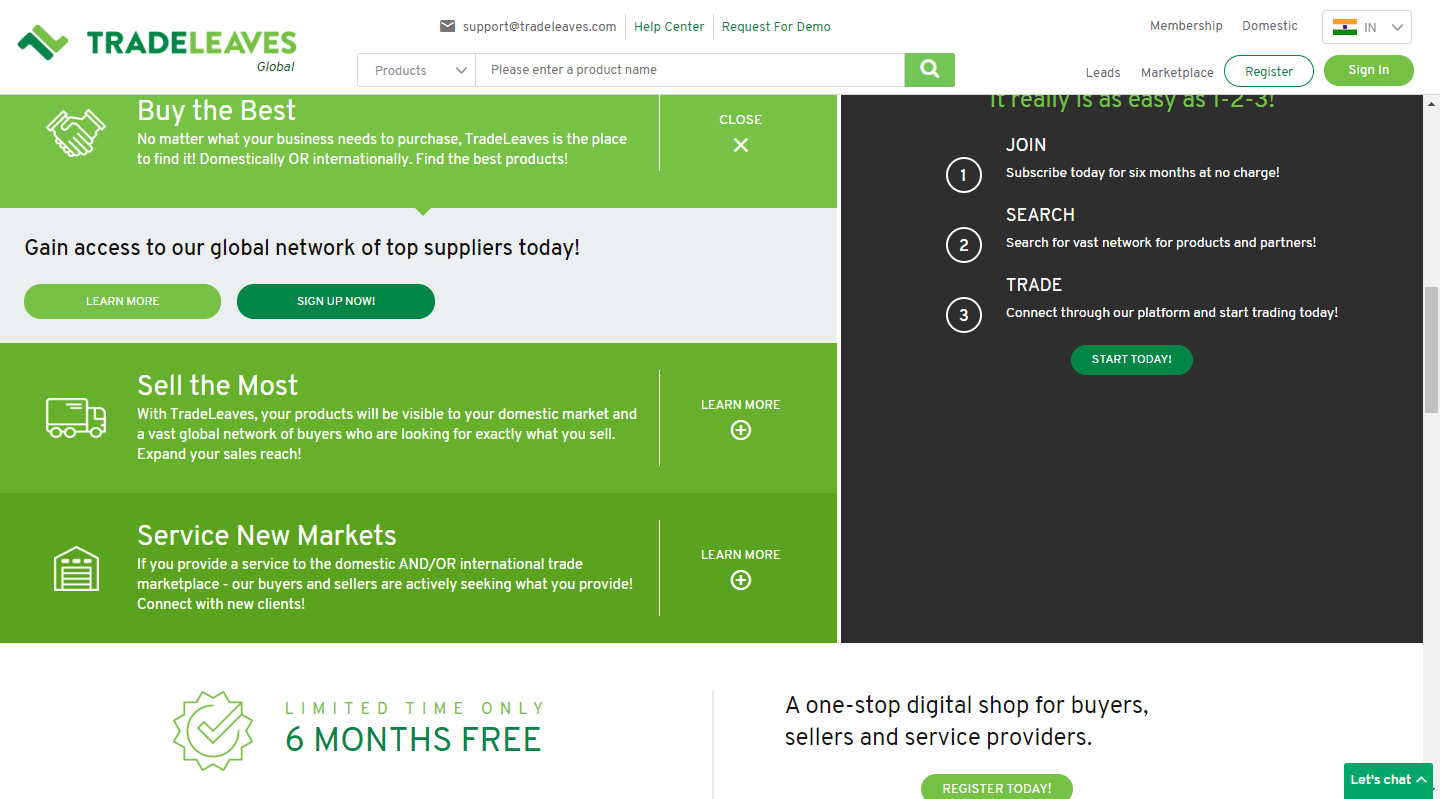 TRADELEAVES
Global
support@tradeleaves.com
Help Center
Request For Demo
Membership
Domestic
IN
Products
Please enter a product name
Leads
Marketplace
Register
Sign In
Buy the Best
No matter what your business needs to purchase, TradeLeaves is the place
to find it! Domestically OR internationally. Find the best products!
CLOSE
Gain access to our global network of top suppliers today!
LEARN MORE
SIGN UP NOW!
Sell the Most
With TradeLeaves, your products will be visible to your domestic market and
a vast global network of buyers who are looking for exactly what you sell.
Expand your sales reach!
LEARN MORE
Service New Markets
If you provide a service to the domestic AND/OR international trade
marketplace - our buyers and sellers are actively seeking what you provide!
Connect with new clients!
LEARN MORE
It really is as easy as 1-2-3!
JOIN
1
Subscribe today for six months at no charge!
SEARCH
2
Search for vast network for products and partners!
TRADE
3
Connect through our platform and start trading today!
START TODAY!
LIMITED TIME ONLY
6 MONTHS FREE
A one-stop digital shop for buyers,
sellers and service providers.
REGISTER TODAY!
Let's chat